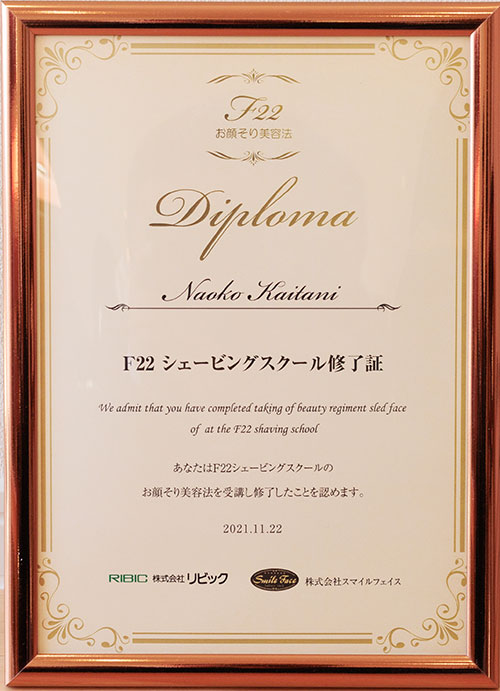 F22
お顔そり美容法
Diploma
Naoko Kaitani
F22 シェービングスクール修了証
We admit that you have completed taking of beauty regiment sled face
of at the F22 shaving school
あなたはF22シェービングスクールの
お顔そり美容法を受講し修了したことを認めます。
2021.11.22
RIBIC 株式会社リビック
Smile Face 株式会社スマイルフェイス